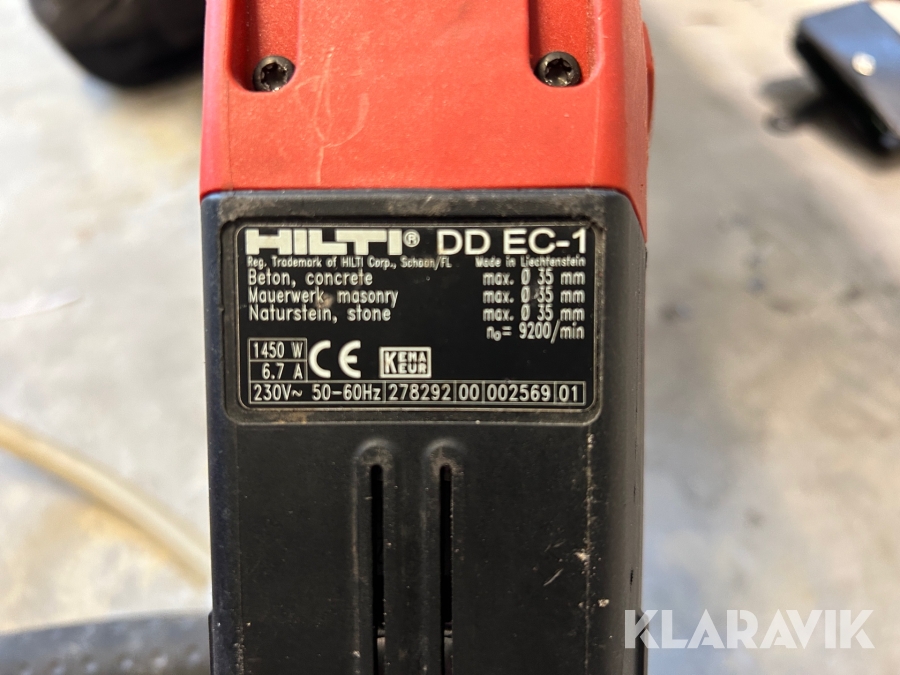 HILTI® DD EC-1
Reg. Trademark of HILTI Corp., Schaan/FL Made in Liechtenstein
Beton, concrete max. Ø 35 mm
Mauerwerk, masonry max. Ø 35 mm
Naturstein, stone max. Ø 35 mm
n₀= 9200/min
1450 W
6.7 A
CE
KEMA
KEUR
230V~ 50-60Hz 278292 00 002569 01
KLARAVIK